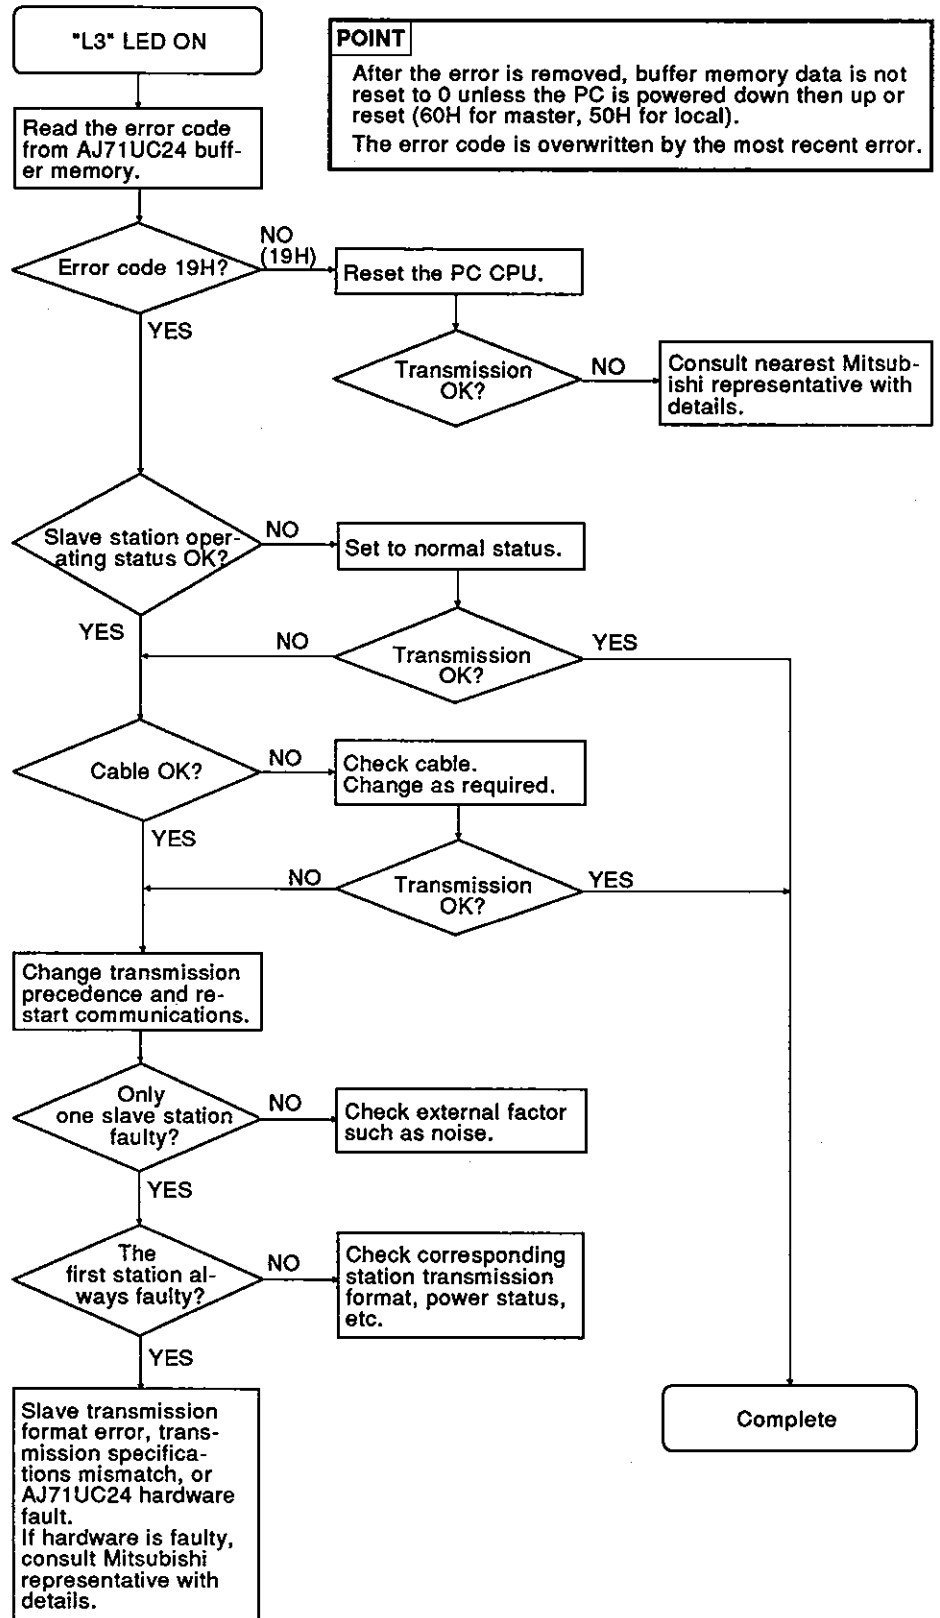 "L3" LED ON
POINT
After the error is removed, buffer memory data is not
reset to 0 unless the PC is powered down then up or
reset (60H for master, 50H for local).
The error code is overwritten by the most recent error.
Read the error code
from AJ71UC24 buff-
er memory.
Error code 19H?
NO
(19H)
Reset the PC CPU.
YES
Transmission
OK?
NO
Consult nearest Mitsub-
ishi representative with
details.
Slave station oper-
ating status OK?
NO
Set to normal status.
YES
NO
Transmission
OK?
YES
Cable OK?
NO
Check cable.
Change as required.
YES
NO
Transmission
OK?
YES
Change transmission
precedence and re-
start communications.
Only
one slave station
faulty?
NO
Check external factor
such as noise.
YES
The
first station al-
ways faulty?
NO
Check corresponding
station transmission
format, power status,
etc.
YES
Slave transmission
format error, trans-
mission specifica-
tions mismatch, or
AJ71UC24 hardware
fault.
If hardware is faulty,
consult Mitsubishi
representative with
details.
Complete